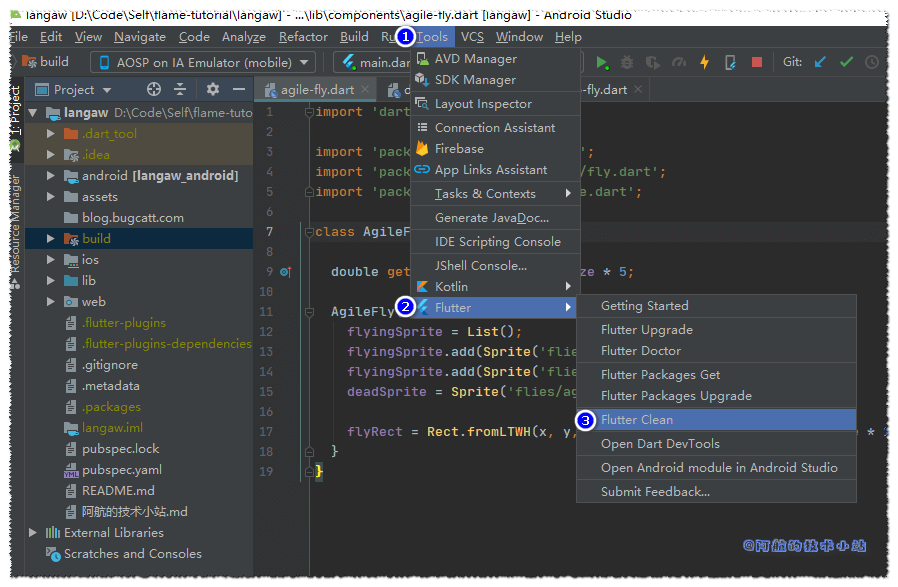 langaw [D:\Code\Self\flame-tutorial\langaw] - ...\lib\components\agile-fly.dart [langaw] - Android Studio
File Edit View Navigate Code Analyze Refactor Build Ru 1 Tools VCS Window Help
build AOSP on IA Emulator (mobile) main.dar Git:
Project agile-fly.dart d -fly.dart
1: Project
Resource Manager
langaw D:\Code\Self\flame-tuto
.dart_tool
.idea
android [langaw_android]
assets
blog.bugcatt.com
build
ios
lib
web
.flutter-plugins
.flutter-plugins-dependencies
.gitignore
.metadata
.packages
langaw.iml
pubspec.lock
pubspec.yaml
README.md
阿航的技术小站.md
External Libraries
Scratches and Consoles
1 import 'dart
2
3 import 'pack ';
4 import 'pack /fly.dart';
5 import 'pack e.dart';
6
7 class AgileF
8
9 double get ze * 5;
10
11 AgileFly
12 flyingSprite = List();
13 flyingSprite.add(Sprite('flie
14 flyingSprite.add(Sprite('flie
15 deadSprite = Sprite('flies/ag
16
17 flyRect = Rect.fromLTWH(x, y,
18 }
19 }
AVD Manager
SDK Manager
Layout Inspector
Connection Assistant
Firebase
App Links Assistant
Tasks & Contexts
Generate JavaDoc...
IDE Scripting Console
JShell Console...
Kotlin
2 Flutter
Getting Started
Flutter Upgrade
Flutter Doctor
Flutter Packages Get
Flutter Packages Upgrade
3 Flutter Clean
Open Dart DevTools
Open Android module in Android Studio
Submit Feedback...
@阿航的技术小站